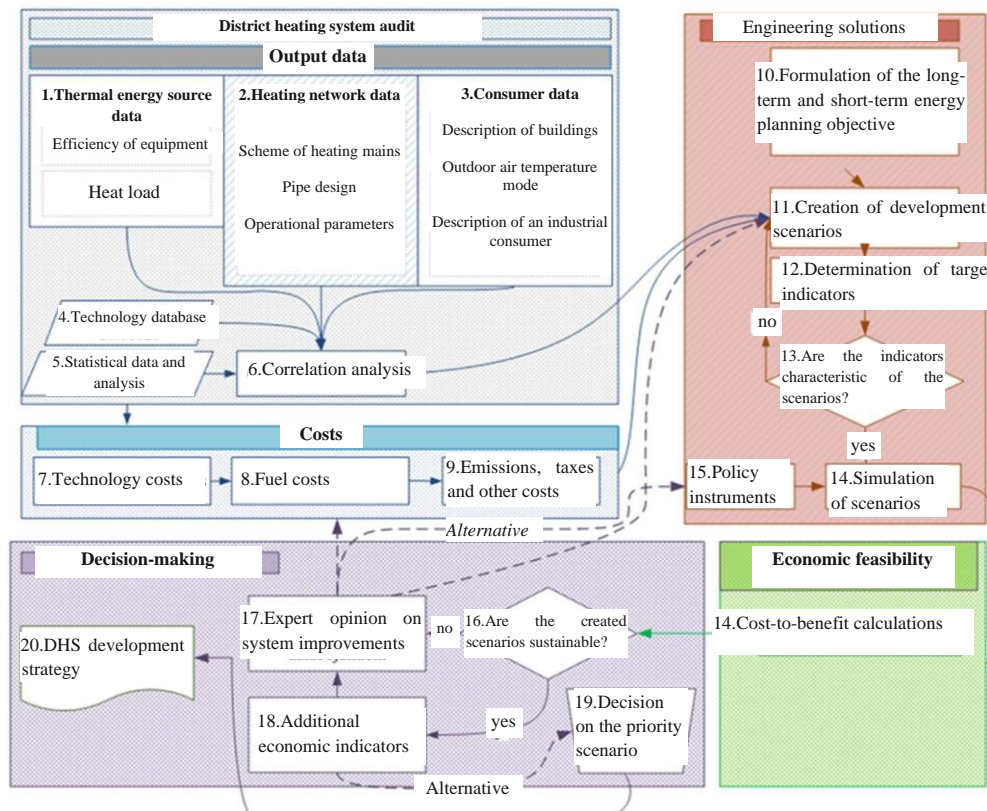 District heating system audit
Output data
1.Thermal energy source
data
Efficiency of equipment
Heat load
2.Heating network data
Scheme of heating mains
Pipe design
Operational parameters
3.Consumer data
Description of buildings
Outdoor air temperature
mode
Description of an industrial
consumer
4.Technology database
5.Statistical data and
analysis
6.Correlation analysis
Costs
7.Technology costs
8.Fuel costs
9.Emissions, taxes
and other costs
Engineering solutions
10.Formulation of the long-
term and short-term energy
planning objective
11.Creation of development
scenarios
12.Determination of target
indicators
no
13.Are the indicators
characteristic of the
scenarios?
yes
15.Policy
instruments
14.Simulation
of scenarios
Alternative
Decision-making
17.Expert opinion on
system improvements
no
16.Are the created
scenarios sustainable?
20.DHS development
strategy
18.Additional
economic indicators
yes
19.Decision
on the priority
scenario
Alternative
Economic feasibility
14.Cost-to-benefit calculations